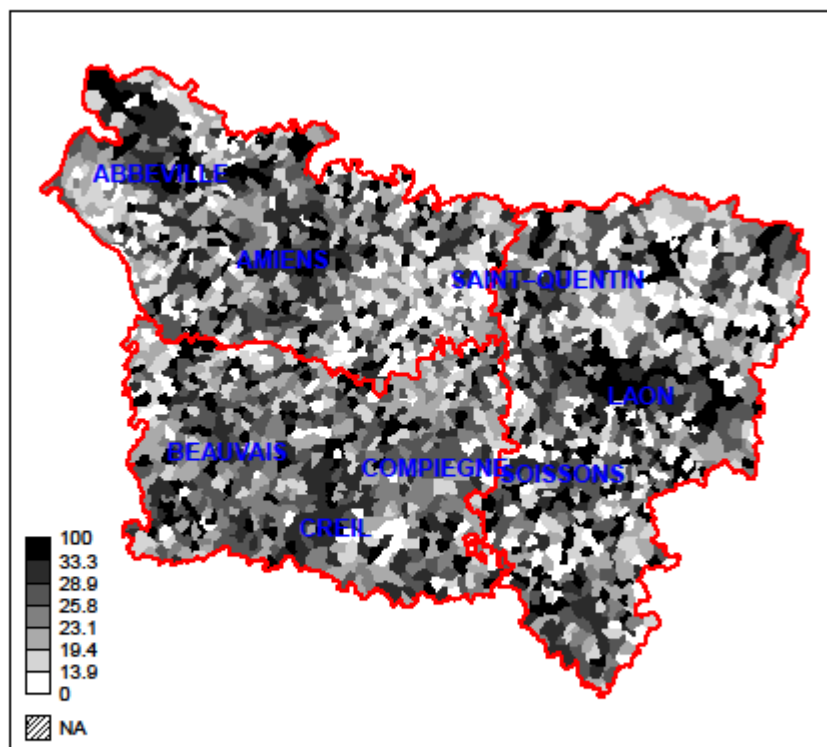 ABBEVILLE
AMIENS
SAINT−QUENTIN
LAON
BEAUVAIS
COMPIEGNE
SOISSONS
CREIL
100
33.3
28.9
25.8
23.1
19.4
13.9
0
NA